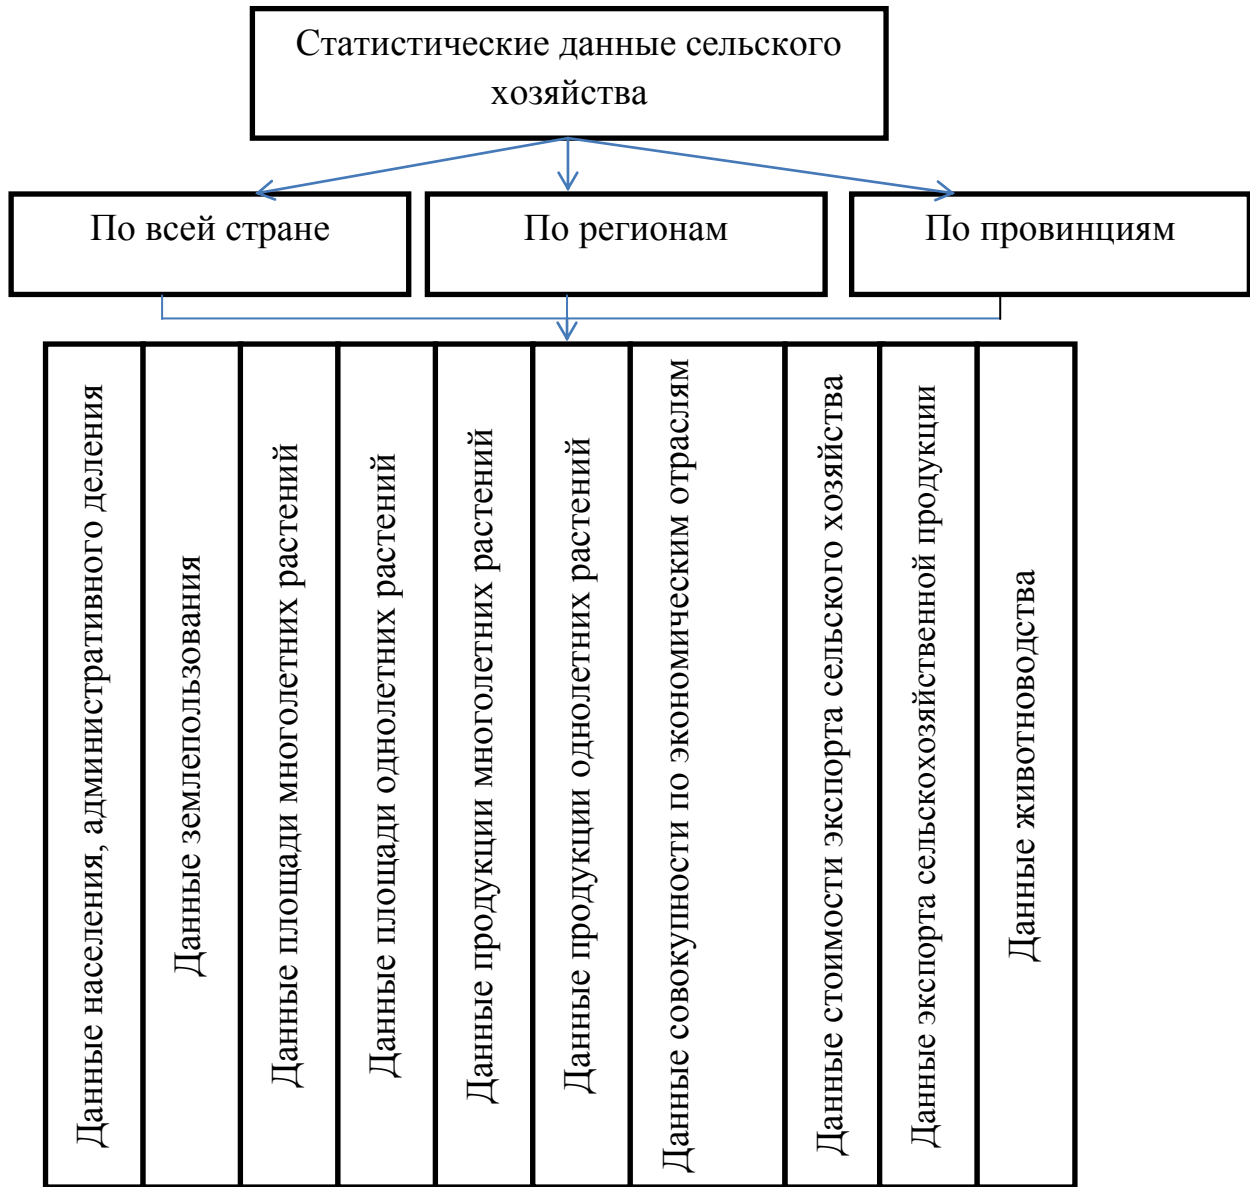 Статистические данные сельского
хозяйства
По всей стране
По регионам
По провинциям
Данные населения, административного деления
Данные землепользования
Данные площади многолетних растений
Данные площади однолетних растений
Данные продукции многолетних растений
Данные продукции однолетних растений
Данные совокупности по экономическим отраслям
Данные стоимости экспорта сельского хозяйства
Данные экспорта сельскохозяйственной продукции
Данные животноводства